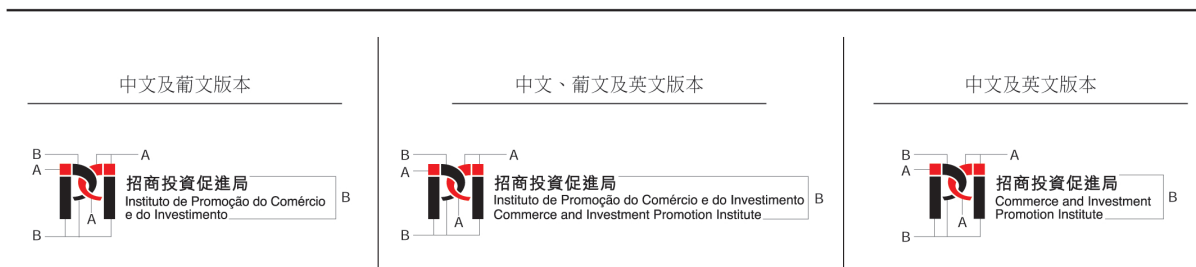 中文及葡文版本
B
A
A
招商投資促進局
Instituto de Promoção do Comércio
e do Investimento
B
A
B
中文、葡文及英文版本
B
A
A
招商投資促進局
Instituto de Promoção do Comércio e do Investimento
Commerce and Investment Promotion Institute
B
A
B
中文及英文版本
B
A
A
招商投資促進局
Commerce and Investment
Promotion Institute
B
A
B